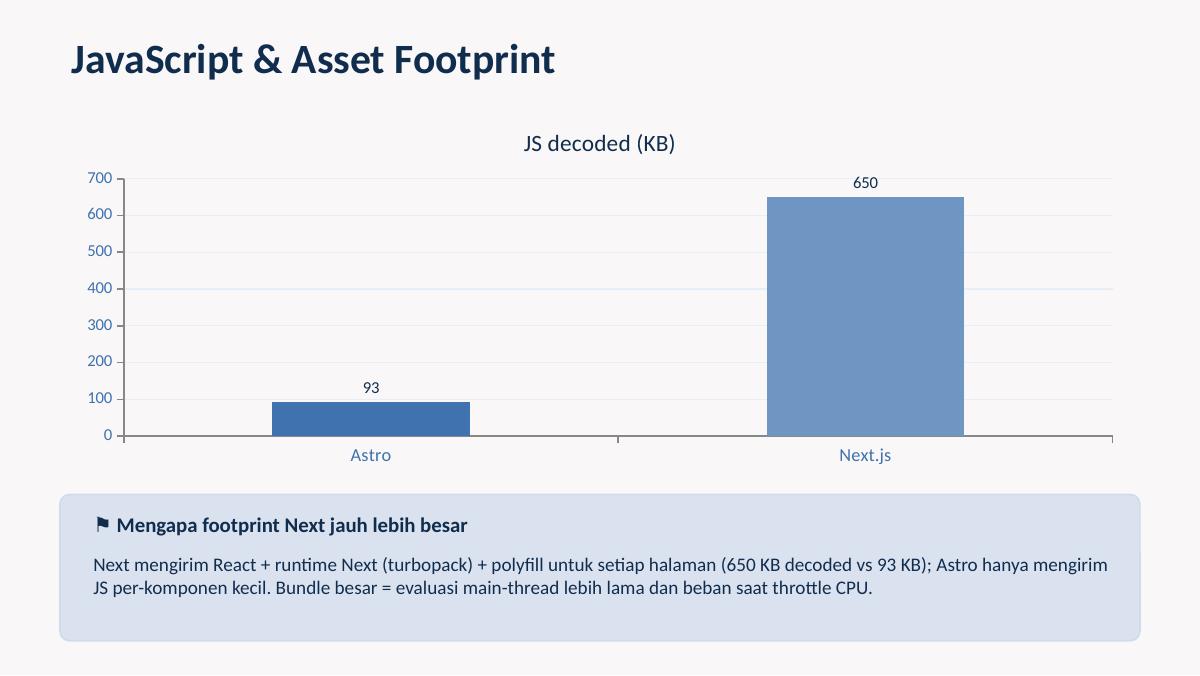 JavaScript & Asset Footprint
JS decoded (KB)
700
600
500
400
300
200
100
0
93
650
Astro
Next.js
⚑ Mengapa footprint Next jauh lebih besar
Next mengirim React + runtime Next (turbopack) + polyfill untuk setiap halaman (650 KB decoded vs 93 KB); Astro hanya mengirim
JS per-komponen kecil. Bundle besar = evaluasi main-thread lebih lama dan beban saat throttle CPU.